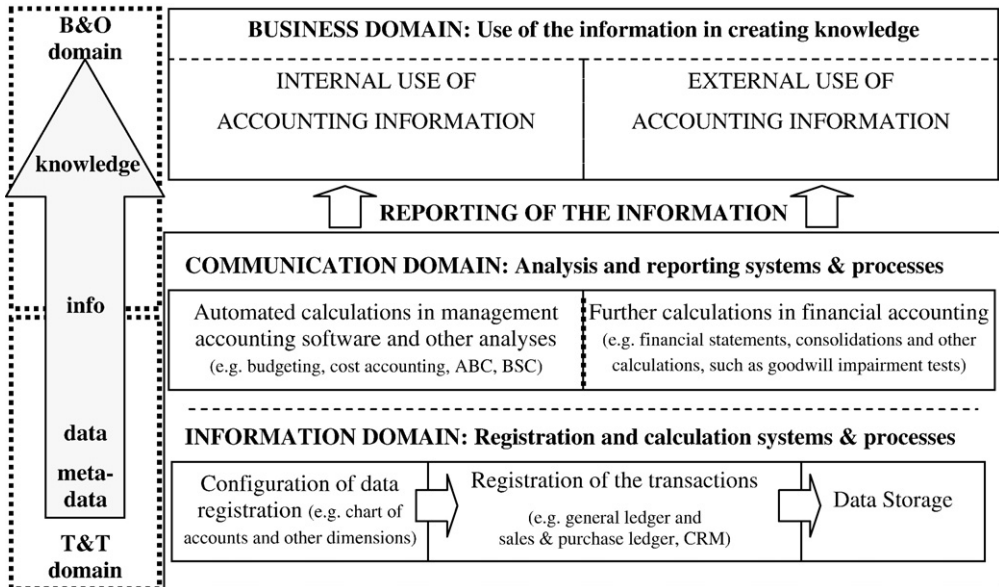 B&O
domain
knowledge
info
data
meta-
data
T&T
domain
BUSINESS DOMAIN: Use of the information in creating knowledge
INTERNAL USE OF
ACCOUNTING INFORMATION
EXTERNAL USE OF
ACCOUNTING INFORMATION
REPORTING OF THE INFORMATION
COMMUNICATION DOMAIN: Analysis and reporting systems & processes
Automated calculations in management
accounting software and other analyses
(e.g. budgeting, cost accounting, ABC, BSC)
Further calculations in financial accounting
(e.g. financial statements, consolidations and other
calculations, such as goodwill impairment tests)
INFORMATION DOMAIN: Registration and calculation systems & processes
Configuration of data
registration (e.g. chart of
accounts and other dimensions)
Registration of the transactions
(e.g. general ledger and
sales & purchase ledger, CRM)
Data Storage